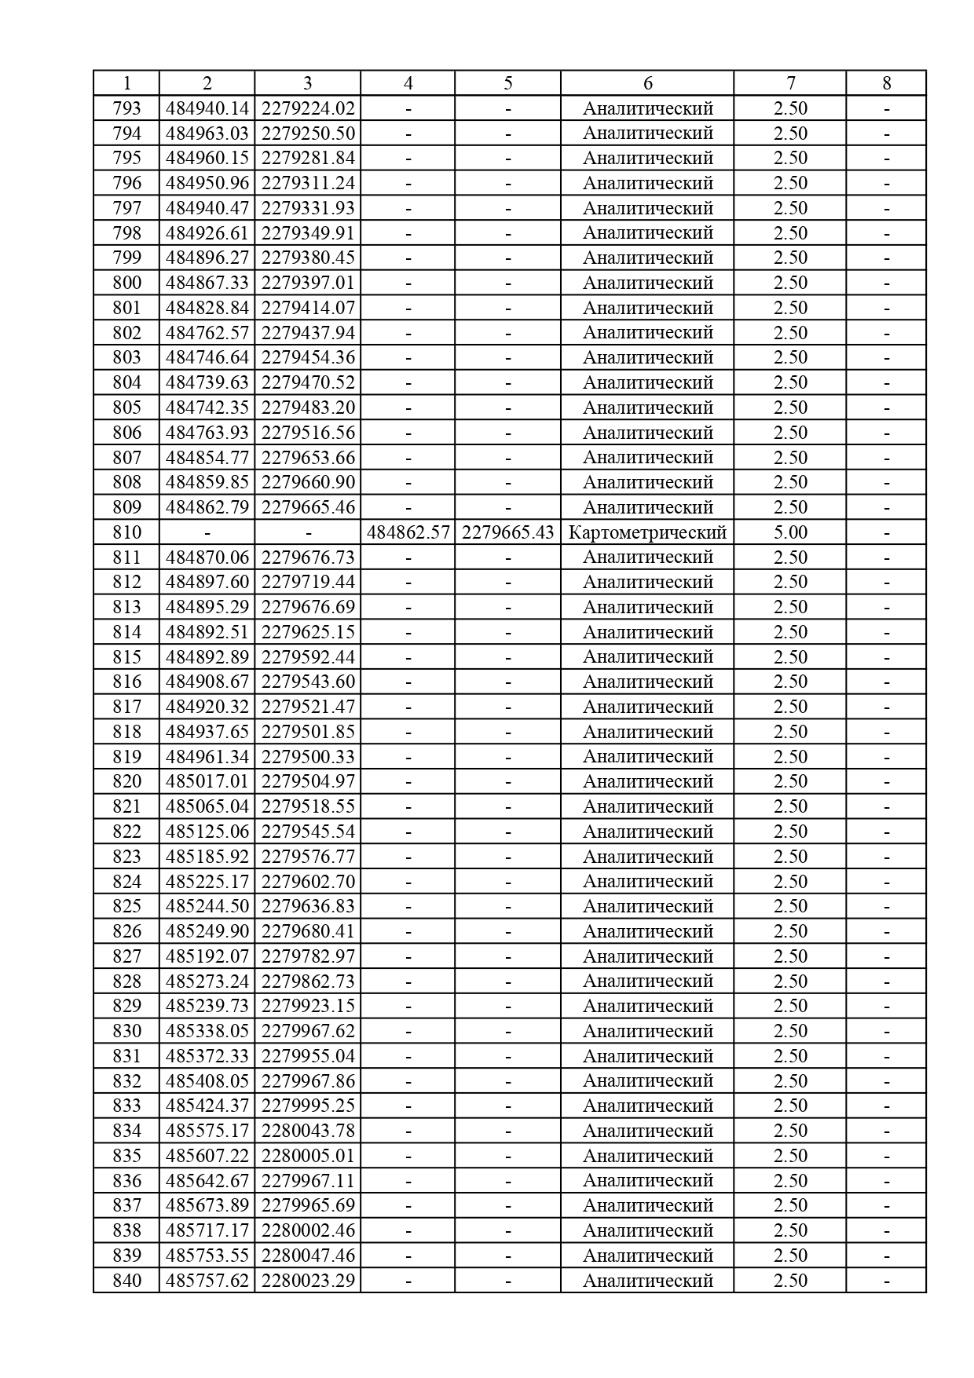 1 2 3 4 5 6 7 8
793 484940.14 2279224.02 - - Аналитический 2.50 -
794 484963.03 2279250.50 - - Аналитический 2.50 -
795 484960.15 2279281.84 - - Аналитический 2.50 -
796 484950.96 2279311.24 - - Аналитический 2.50 -
797 484940.47 2279331.93 - - Аналитический 2.50 -
798 484926.61 2279349.91 - - Аналитический 2.50 -
799 484896.27 2279380.45 - - Аналитический 2.50 -
800 484867.33 2279397.01 - - Аналитический 2.50 -
801 484828.84 2279414.07 - - Аналитический 2.50 -
802 484762.57 2279437.94 - - Аналитический 2.50 -
803 484746.64 2279454.36 - - Аналитический 2.50 -
804 484739.63 2279470.52 - - Аналитический 2.50 -
805 484742.35 2279483.20 - - Аналитический 2.50 -
806 484763.93 2279516.56 - - Аналитический 2.50 -
807 484854.77 2279653.66 - - Аналитический 2.50 -
808 484859.85 2279660.90 - - Аналитический 2.50 -
809 484862.79 2279665.46 - - Аналитический 2.50 -
810 - - 484862.57 2279665.43 Картометрический 5.00 -
811 484870.06 2279676.73 - - Аналитический 2.50 -
812 484897.60 2279719.44 - - Аналитический 2.50 -
813 484895.29 2279676.69 - - Аналитический 2.50 -
814 484892.51 2279625.15 - - Аналитический 2.50 -
815 484892.89 2279592.44 - - Аналитический 2.50 -
816 484908.67 2279543.60 - - Аналитический 2.50 -
817 484920.32 2279521.47 - - Аналитический 2.50 -
818 484937.65 2279501.85 - - Аналитический 2.50 -
819 484961.34 2279500.33 - - Аналитический 2.50 -
820 485017.01 2279504.97 - - Аналитический 2.50 -
821 485065.04 2279518.55 - - Аналитический 2.50 -
822 485125.06 2279545.54 - - Аналитический 2.50 -
823 485185.92 2279576.77 - - Аналитический 2.50 -
824 485225.17 2279602.70 - - Аналитический 2.50 -
825 485244.50 2279636.83 - - Аналитический 2.50 -
826 485249.90 2279680.41 - - Аналитический 2.50 -
827 485192.07 2279782.97 - - Аналитический 2.50 -
828 485273.24 2279862.73 - - Аналитический 2.50 -
829 485239.73 2279923.15 - - Аналитический 2.50 -
830 485338.05 2279967.62 - - Аналитический 2.50 -
831 485372.33 2279955.04 - - Аналитический 2.50 -
832 485408.05 2279967.86 - - Аналитический 2.50 -
833 485424.37 2279995.25 - - Аналитический 2.50 -
834 485575.17 2280043.78 - - Аналитический 2.50 -
835 485607.22 2280005.01 - - Аналитический 2.50 -
836 485642.67 2279967.11 - - Аналитический 2.50 -
837 485673.89 2279965.69 - - Аналитический 2.50 -
838 485717.17 2280002.46 - - Аналитический 2.50 -
839 485753.55 2280047.46 - - Аналитический 2.50 -
840 485757.62 2280023.29 - - Аналитический 2.50 -